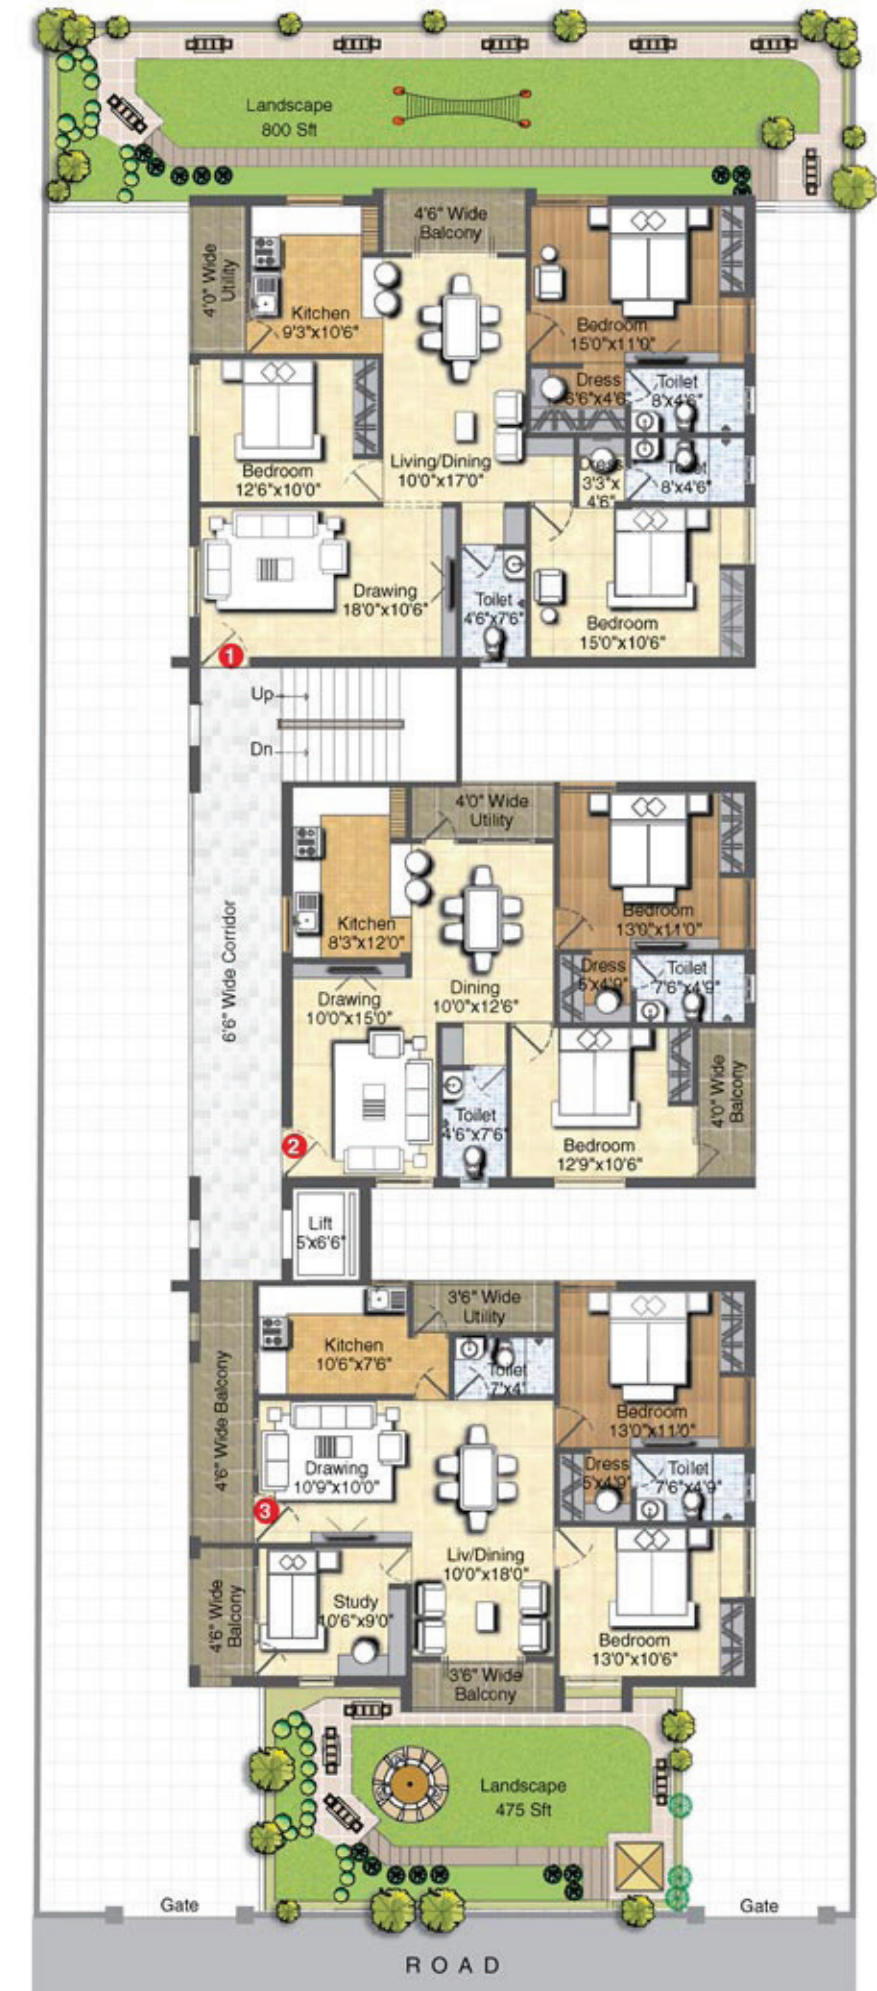 Landscape
800 Sft
4'6" Wide
Balcony
4'0" Wide
Utility
Kitchen
9'3"x10'6"
Bedroom
15'0"x11'0"
Dress
6'6"x4'6"
Toilet
8'x4'6"
Bedroom
12'6"x10'0"
Living/Dining
10'0"x17'0"
Dress
3'3"x
4'6"
Toilet
8'x4'6"
Drawing
18'0"x10'6"
Toilet
4'6"x7'6"
Bedroom
15'0"x10'6"
1
Up
Dn
4'0" Wide
Utility
Kitchen
8'3"x12'0"
Bedroom
13'0"x11'0"
6'6" Wide Corridor
Dining
10'0"x12'6"
Drawing
10'0"x15'0"
Dress
5'x4'9"
Toilet
7'6"x4'9"
Toilet
4'6"x7'6"
Bedroom
12'9"x10'6"
4'0" Wide
Balcony
2
Lift
5'x6'6"
3'6" Wide
Utility
Kitchen
10'6"x7'6"
Toilet
7'x4'
Bedroom
13'0"x11'0"
4'6" Wide Balcony
Drawing
10'9"x10'0"
Dress
5'x4'9"
Toilet
7'6"x4'9"
3
Liv/Dining
10'0"x18'0"
4'6" Wide
Balcony
Study
10'6"x9'0"
Bedroom
13'0"x10'6"
3'6" Wide
Balcony
Landscape
475 Sft
Gate
Gate
ROAD